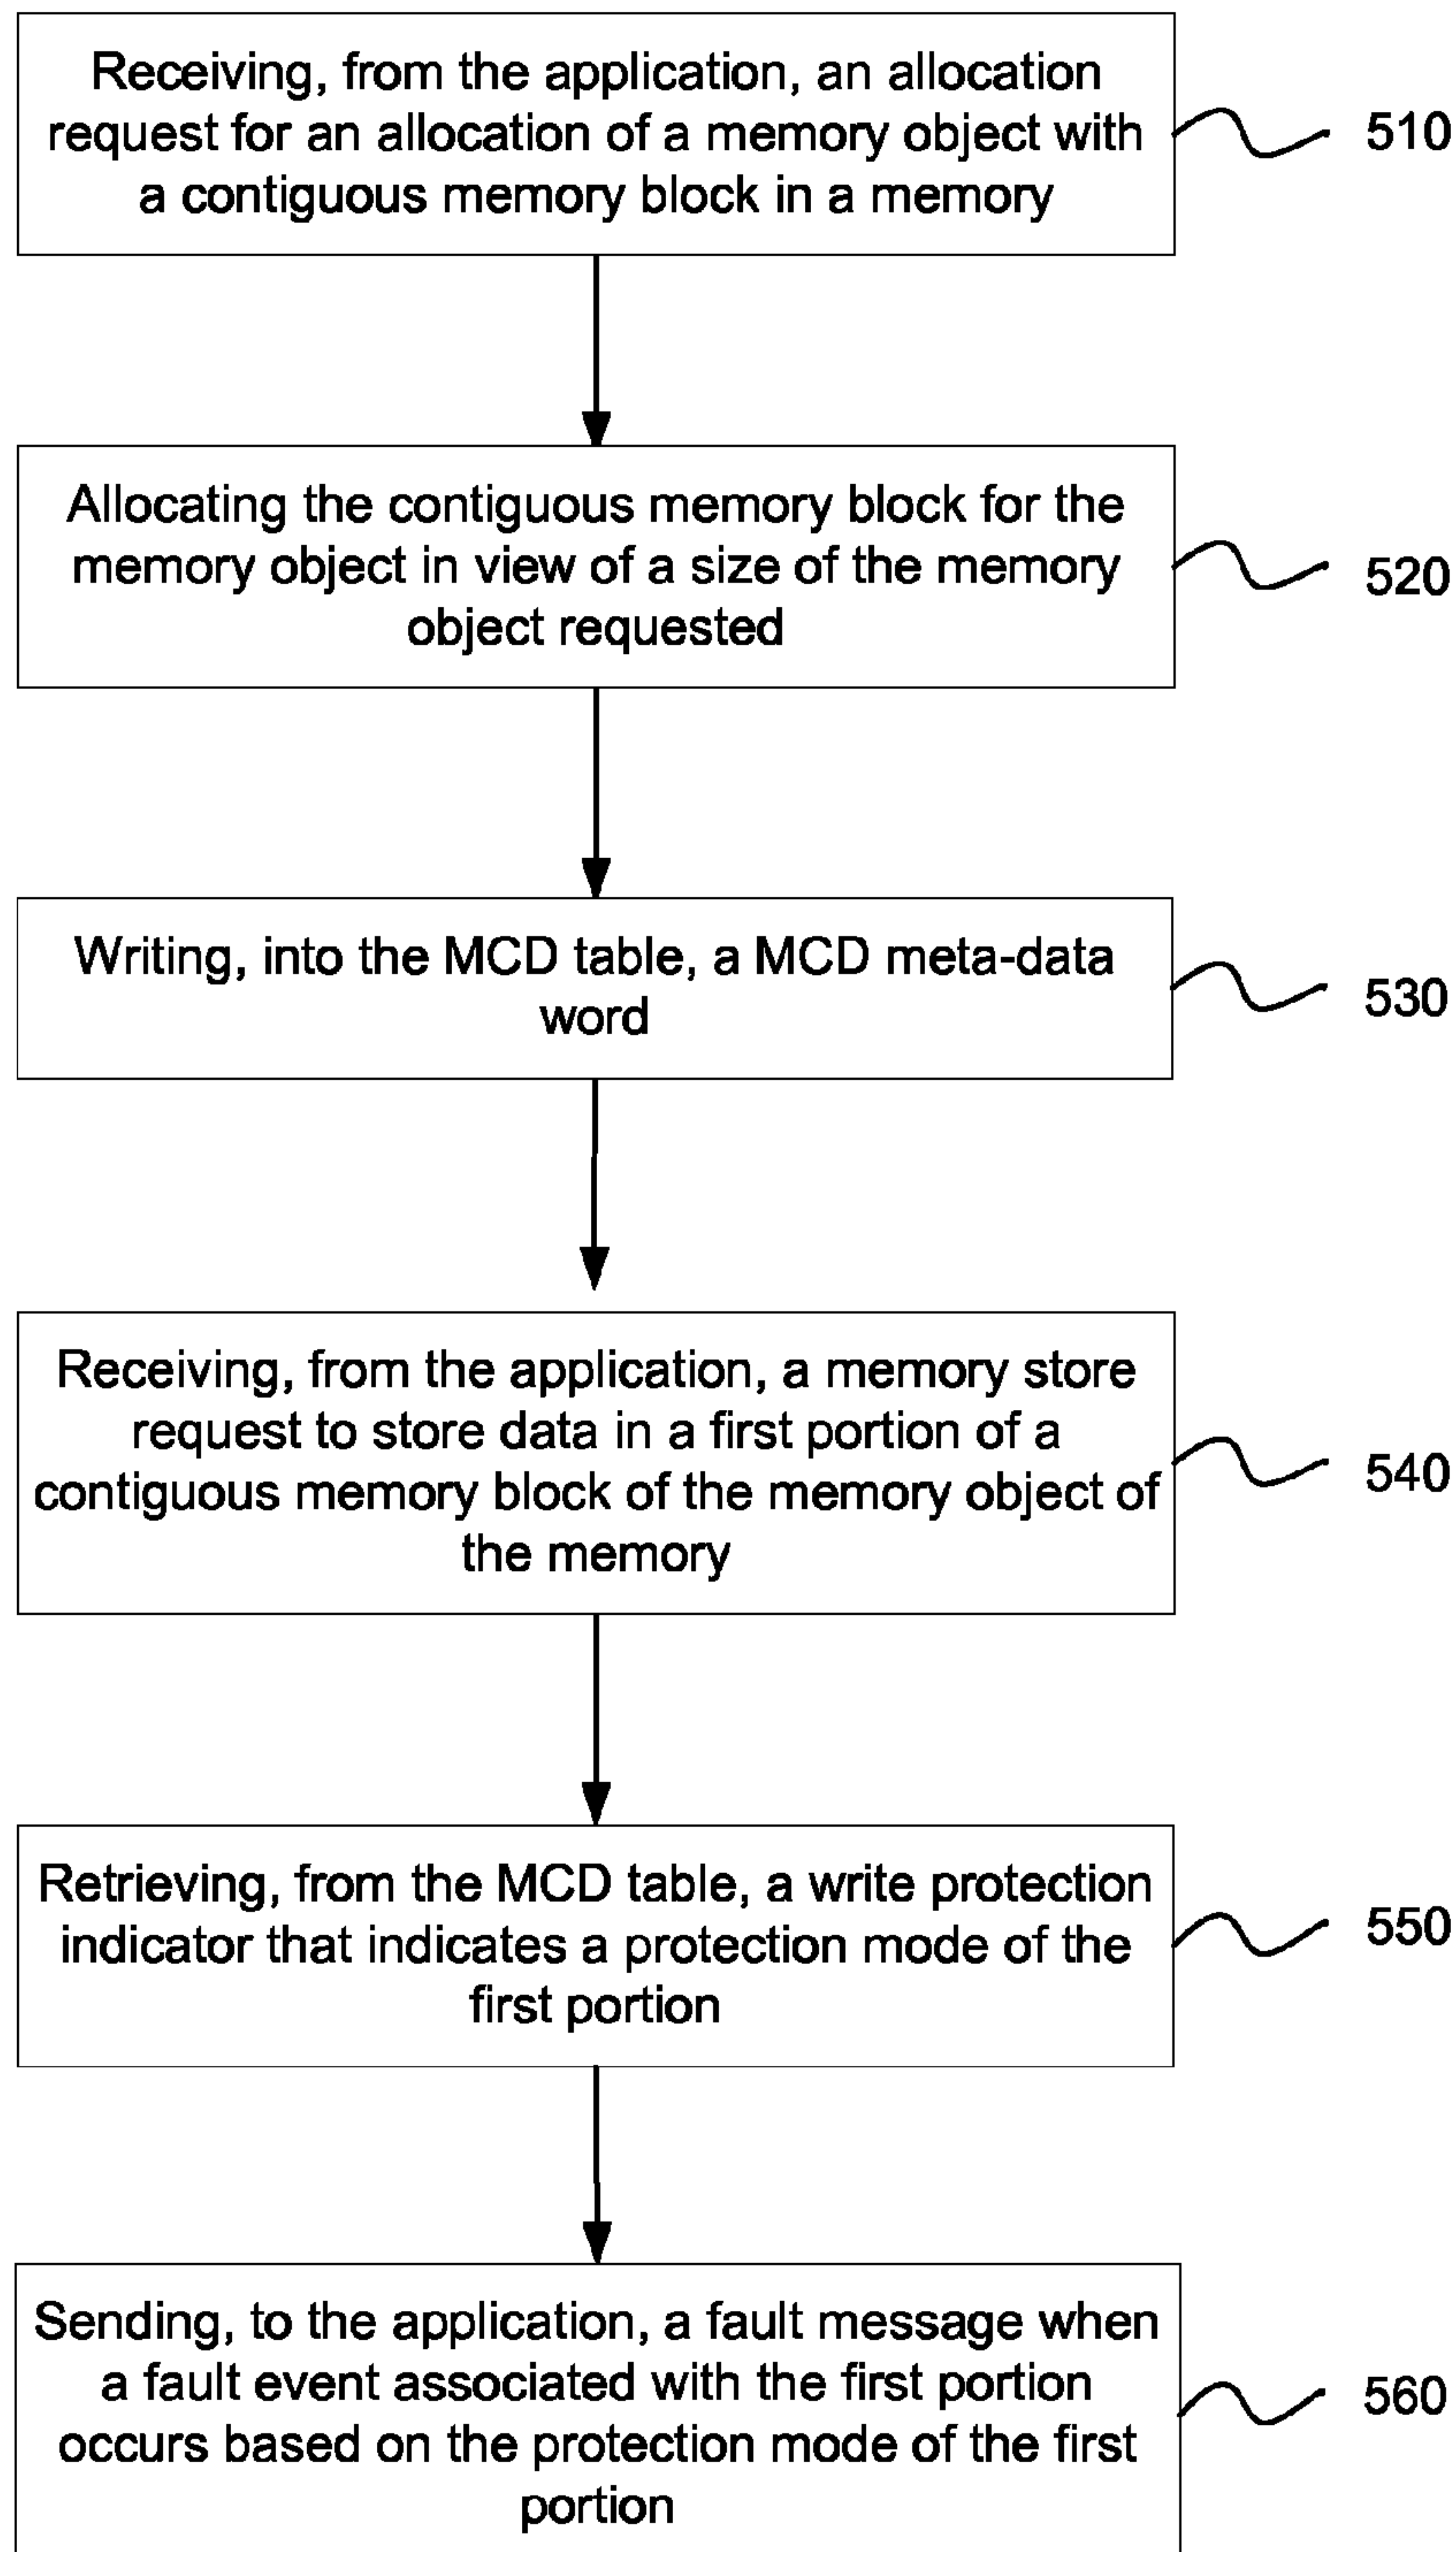 Receiving, from the application, an allocation
request for an allocation of a memory object with
a contiguous memory block in a memory
510
Allocating the contiguous memory block for the
memory object in view of a size of the memory
object requested
520
Writing, into the MCD table, a MCD meta-data
word
530
Receiving, from the application, a memory store
request to store data in a first portion of a
contiguous memory block of the memory object of
the memory
540
Retrieving, from the MCD table, a write protection
indicator that indicates a protection mode of the
first portion
550
Sending, to the application, a fault message when
a fault event associated with the first portion
occurs based on the protection mode of the first
portion
560